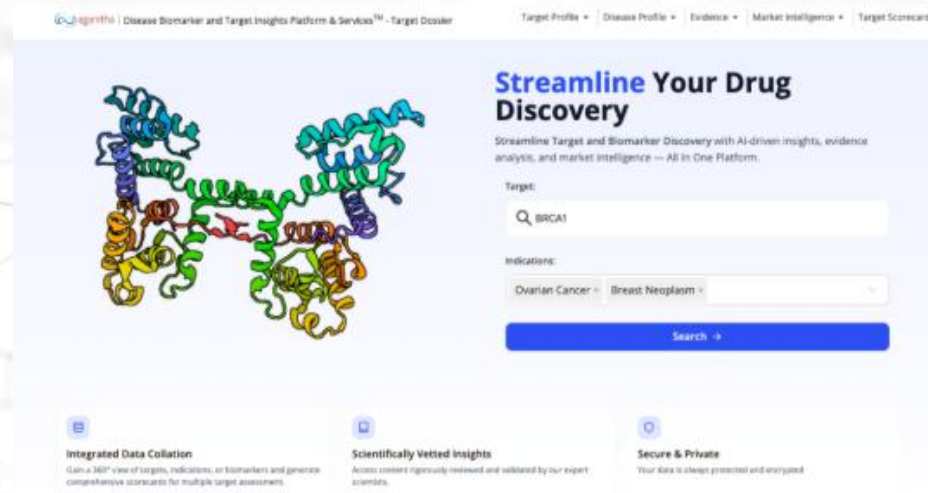 aganitha | Disease Biomarker and Target Insights Platform & Services™ - Target Dossier
Target Profile Disease Profile Evidence Market Intelligence Target Scorecard
Streamline Your Drug
Discovery
Streamline Target and Biomarker Discovery with AI-driven insights, evidence
analysis, and market intelligence — All in One Platform.
Target:
BRCA1
Indications:
Ovarian Cancer × Breast Neoplasm ×
Search →
Integrated Data Collation
Gain a 360° view of targets, indications, or biomarkers and generate
comprehensive scorecards for multiple target assessment.
Scientifically Vetted Insights
Access content rigorously reviewed and validated by our expert
scientists.
Secure & Private
Your data is always protected and encrypted